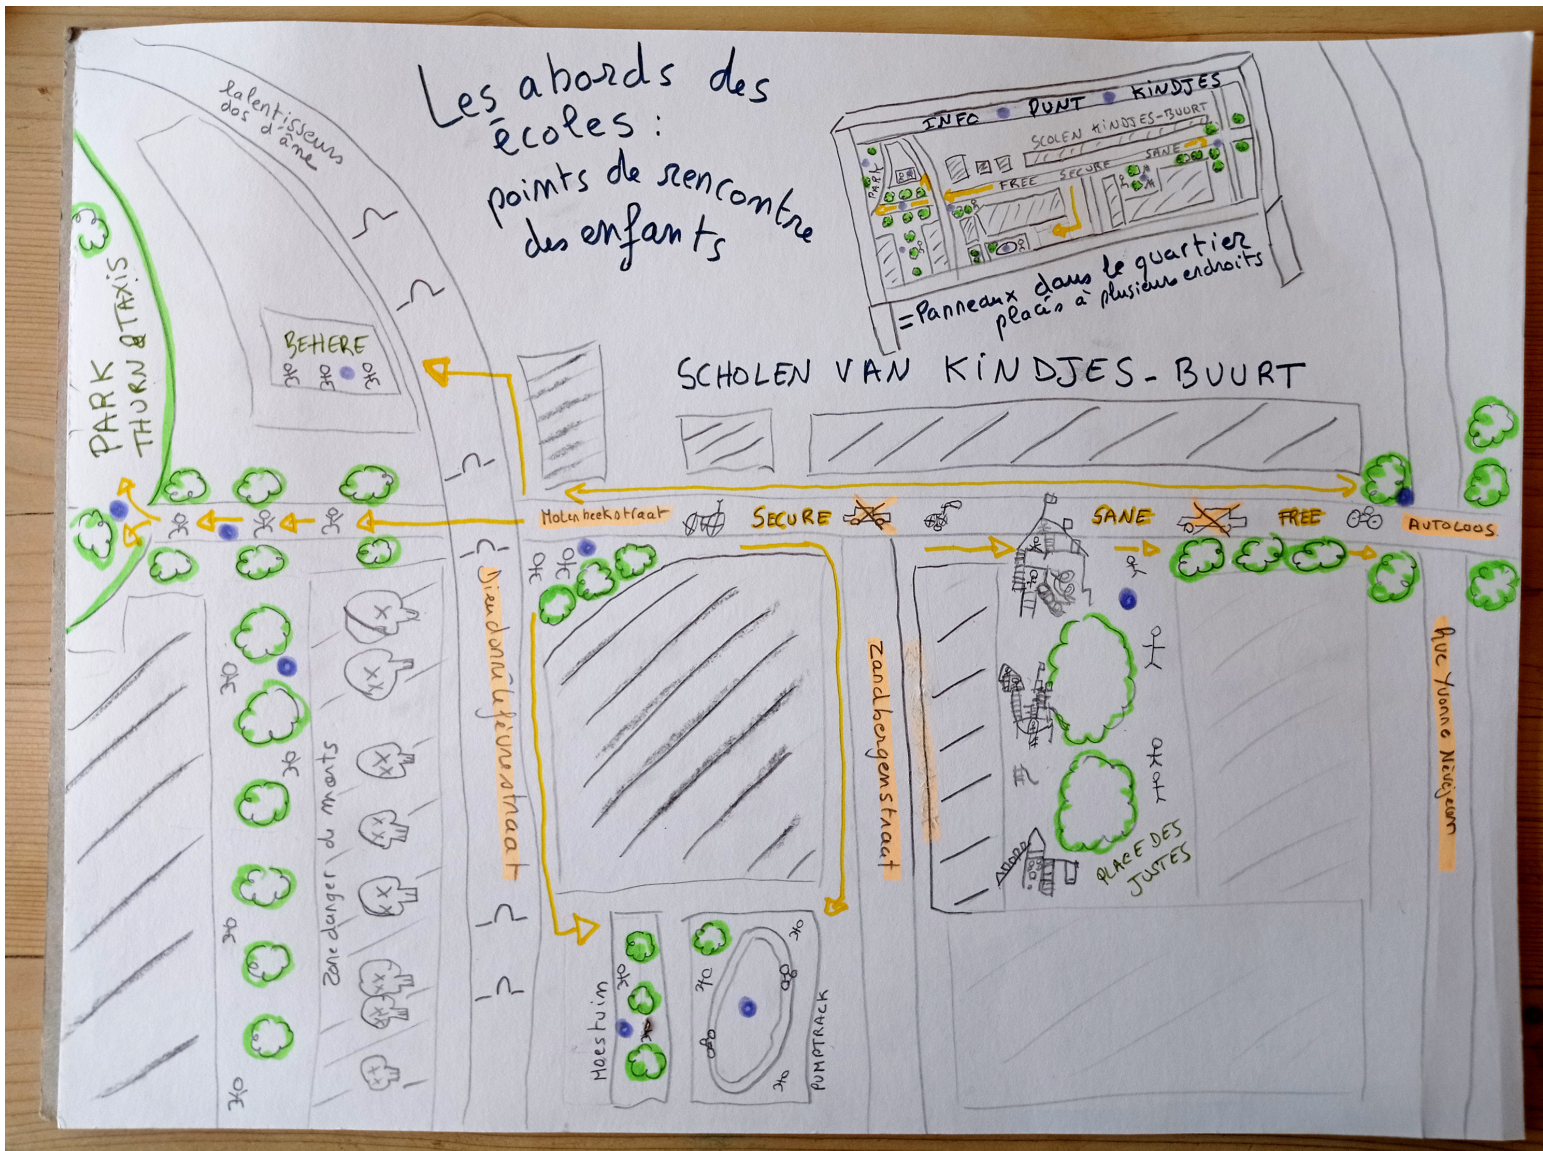 Les abords des
écoles :
points de rencontre
des enfants
Ralentisseurs
dos d'âne
INFO PUNT KINDJES
SCOLEN KINDJES-BUURT
PARK
FREE SECURE SANE
= Panneaux dans le quartier
placés à plusieurs endroits
PARK
THURN & TAXIS
BEHERE
SCHOLEN VAN KINDJES-BUURT
Molenbeekstraat
SECURE
SANE
FREE
AUTOLOOS
Dieudonné Lefèvrestraat
Zandbergenstraat
Rue Yvonne Nèvejean
zone danger de morts
PLACE DES
JUSTES
Moestuin
PUMPTRACK